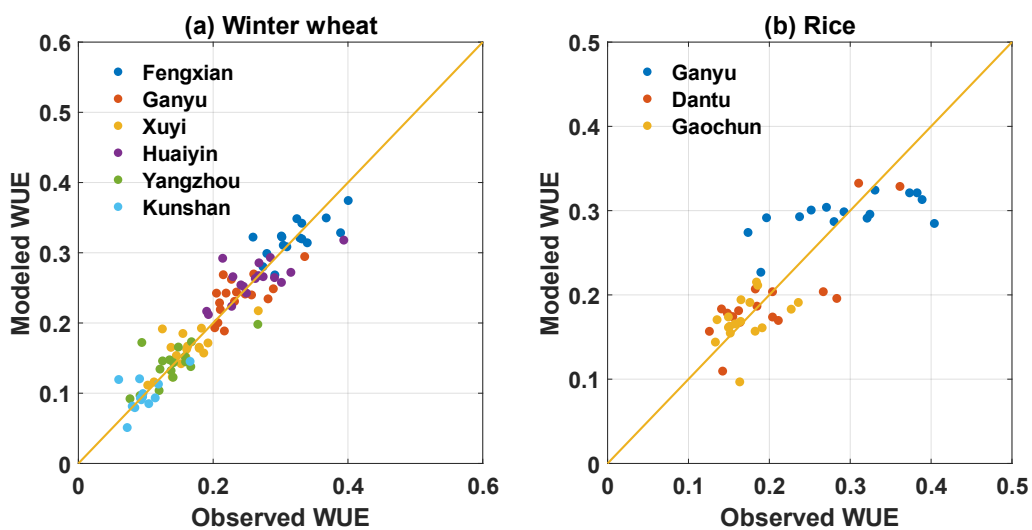 (a) Winter wheat
0.6
0.5
0.4
0.3
0.2
0.1
0
Modeled WUE
Fengxian
Ganyu
Xuyi
Huaiyin
Yangzhou
Kunshan
0
0.2
0.4
0.6
Observed WUE
(b) Rice
0.5
0.4
0.3
0.2
0.1
0
Modeled WUE
Ganyu
Dantu
Gaochun
0
0.1
0.2
0.3
0.4
0.5
Observed WUE